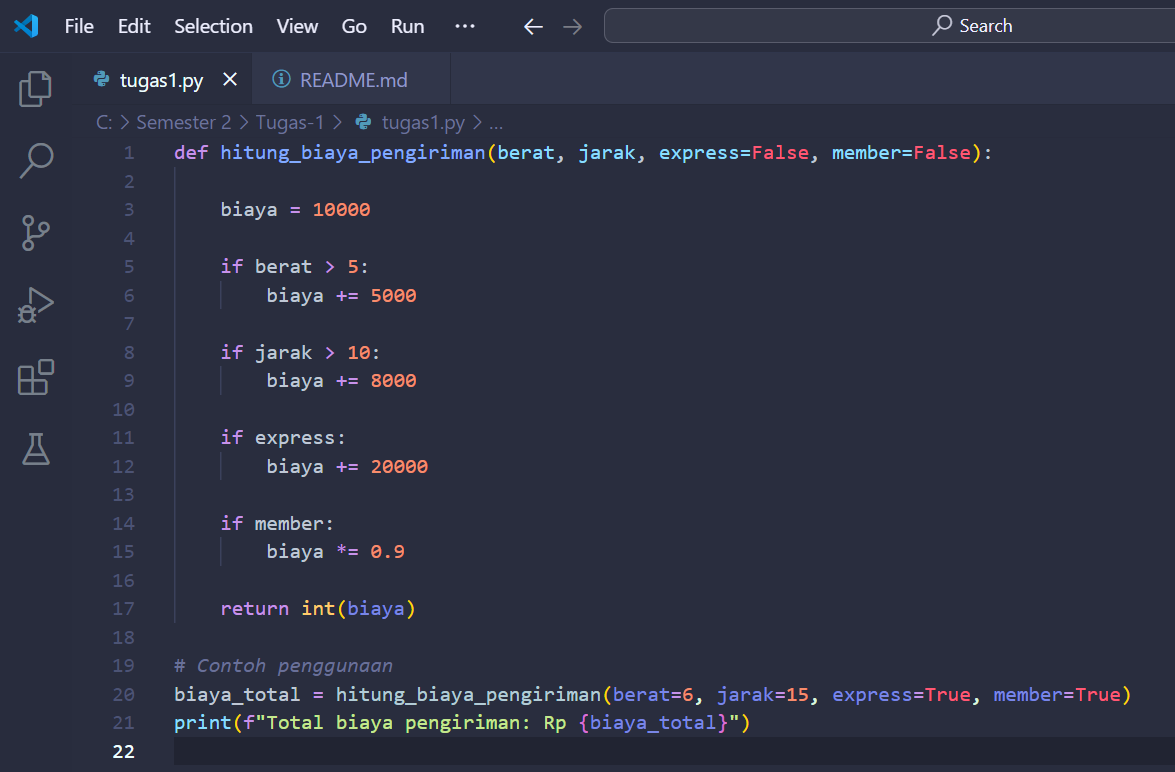 File Edit Selection View Go Run ··· ← → Search
tugas1.py × README.md
C: > Semester 2 > Tugas-1 > tugas1.py > ...
1 def hitung_biaya_pengiriman(berat, jarak, express=False, member=False):
2
3     biaya = 10000
4
5     if berat > 5:
6         biaya += 5000
7
8     if jarak > 10:
9         biaya += 8000
10
11     if express:
12         biaya += 20000
13
14     if member:
15         biaya *= 0.9
16
17     return int(biaya)
18
19 # Contoh penggunaan
20 biaya_total = hitung_biaya_pengiriman(berat=6, jarak=15, express=True, member=True)
21 print(f"Total biaya pengiriman: Rp {biaya_total}")
22